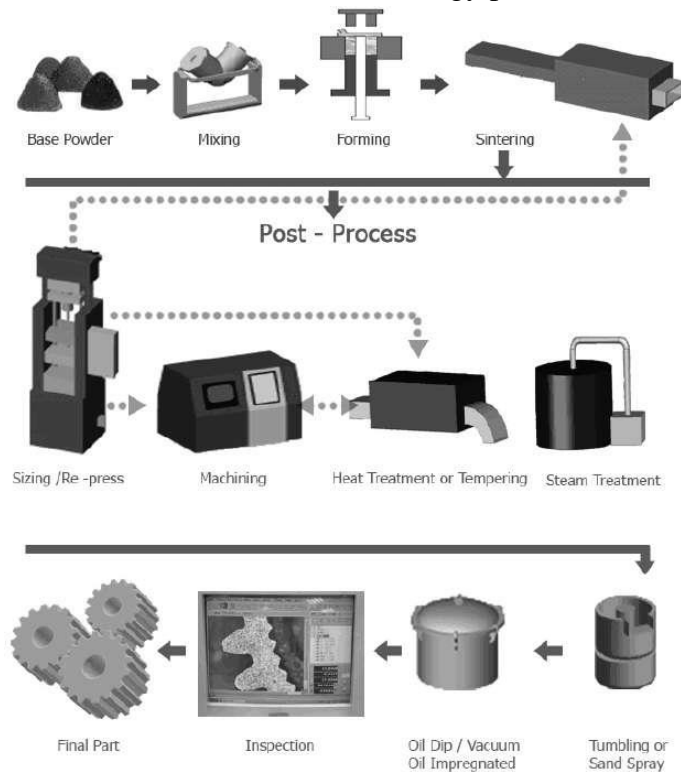 Base Powder
Mixing
Forming
Sintering
Post - Process
Sizing /Re -press
Machining
Heat Treatment or Tempering
Steam Treatment
Final Part
Inspection
Oil Dip / Vacuum
Oil Impregnated
Tumbling or
Sand Spray